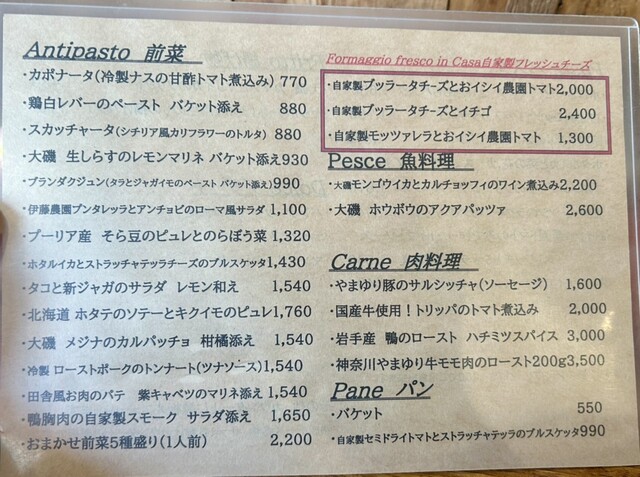 Antipasto 前菜
・カポナータ(冷製ナスの甘酢トマト煮込み) 770
・鶏白レバーのペースト バケット添え 880
・スカッチャータ(シチリア風カリフラワーのトルタ) 880
・大磯 生しらすのレモンマリネ バケット添え930
・ブランダクジュン(タラとジャガイモのペースト バケット添え)990
・伊藤農園プンタレッラとアンチョビのローマ風サラダ 1,100
・プーリア産 そら豆のピュレとのらぼう菜 1,320
・ホタルイカとストラッチャテッラチーズのブルスケッタ1,430
・タコと新ジャガのサラダ レモン和え 1,540
・北海道 ホタテのソテーとキクイモのピュレ1,760
・大磯 メジナのカルパッチョ 柑橘添え 1,540
・冷製 ローストポークのトンナート(ツナソース)1,540
・田舎風お肉のパテ 紫キャベツのマリネ添え 1,540
・鴨胸肉の自家製スモーク サラダ添え 1,650
・おまかせ前菜5種盛り(1人前) 2,200
Formaggio fresco in Casa自家製フレッシュチーズ
・自家製ブッラータチーズとおイシイ農園トマト2,000
・自家製ブッラータチーズとイチゴ 2,400
・自家製モッツァレラとおイシイ農園トマト 1,300
Pesce 魚料理
・大磯モンゴウイカとカルチョッフィのワイン煮込み2,200
・大磯 ホウボウのアクアパッツァ 2,600
Carne 肉料理
・やまゆり豚のサルシッチャ(ソーセージ) 1,600
・国産牛使用!トリッパのトマト煮込み 2,000
・岩手産 鴨のロースト ハチミツスパイス 3,000
・神奈川やまゆり牛モモ肉のロースト200g3,500
Pane パン
・バケット 550
・自家製セミドライトマトとストラッチャテッラのブルスケッタ990